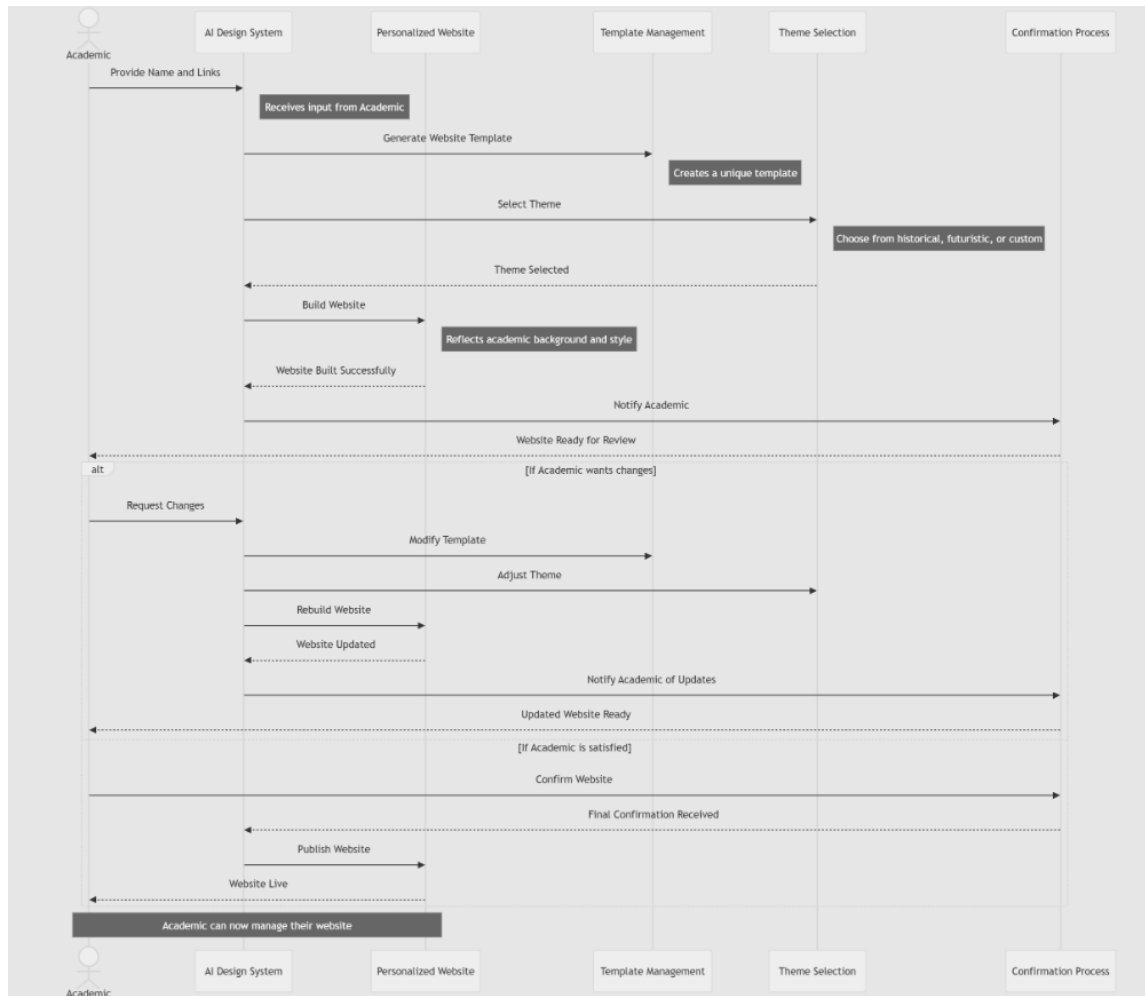 AI Design System
Personalized Website
Template Management
Theme Selection
Confirmation Process
Academic
Provide Name and Links
Receives input from Academic
Generate Website Template
Creates a unique template
Select Theme
Choose from historical, futuristic, or custom
Theme Selected
Build Website
Reflects academic background and style
Website Built Successfully
Notify Academic
Website Ready for Review
alt
[If Academic wants changes]
Request Changes
Modify Template
Adjust Theme
Rebuild Website
Website Updated
Notify Academic of Updates
Updated Website Ready
[If Academic is satisfied]
Confirm Website
Final Confirmation Received
Publish Website
Website Live
Academic can now manage their website
AI Design System
Personalized Website
Template Management
Theme Selection
Confirmation Process
Academic